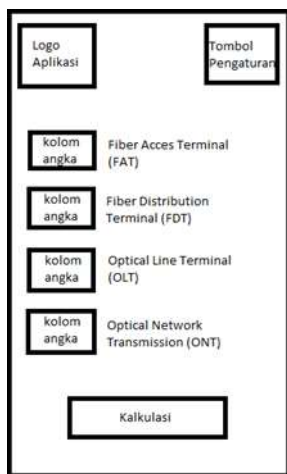 Logo
Aplikasi
Tombol
Pengaturan
kolom
angka
Fiber Acces Terminal
(FAT)
kolom
angka
Fiber Distribution
Terminal (FDT)
kolom
angka
Optical Line Terminal
(OLT)
kolom
angka
Optical Network
Transmission (ONT)
Kalkulasi